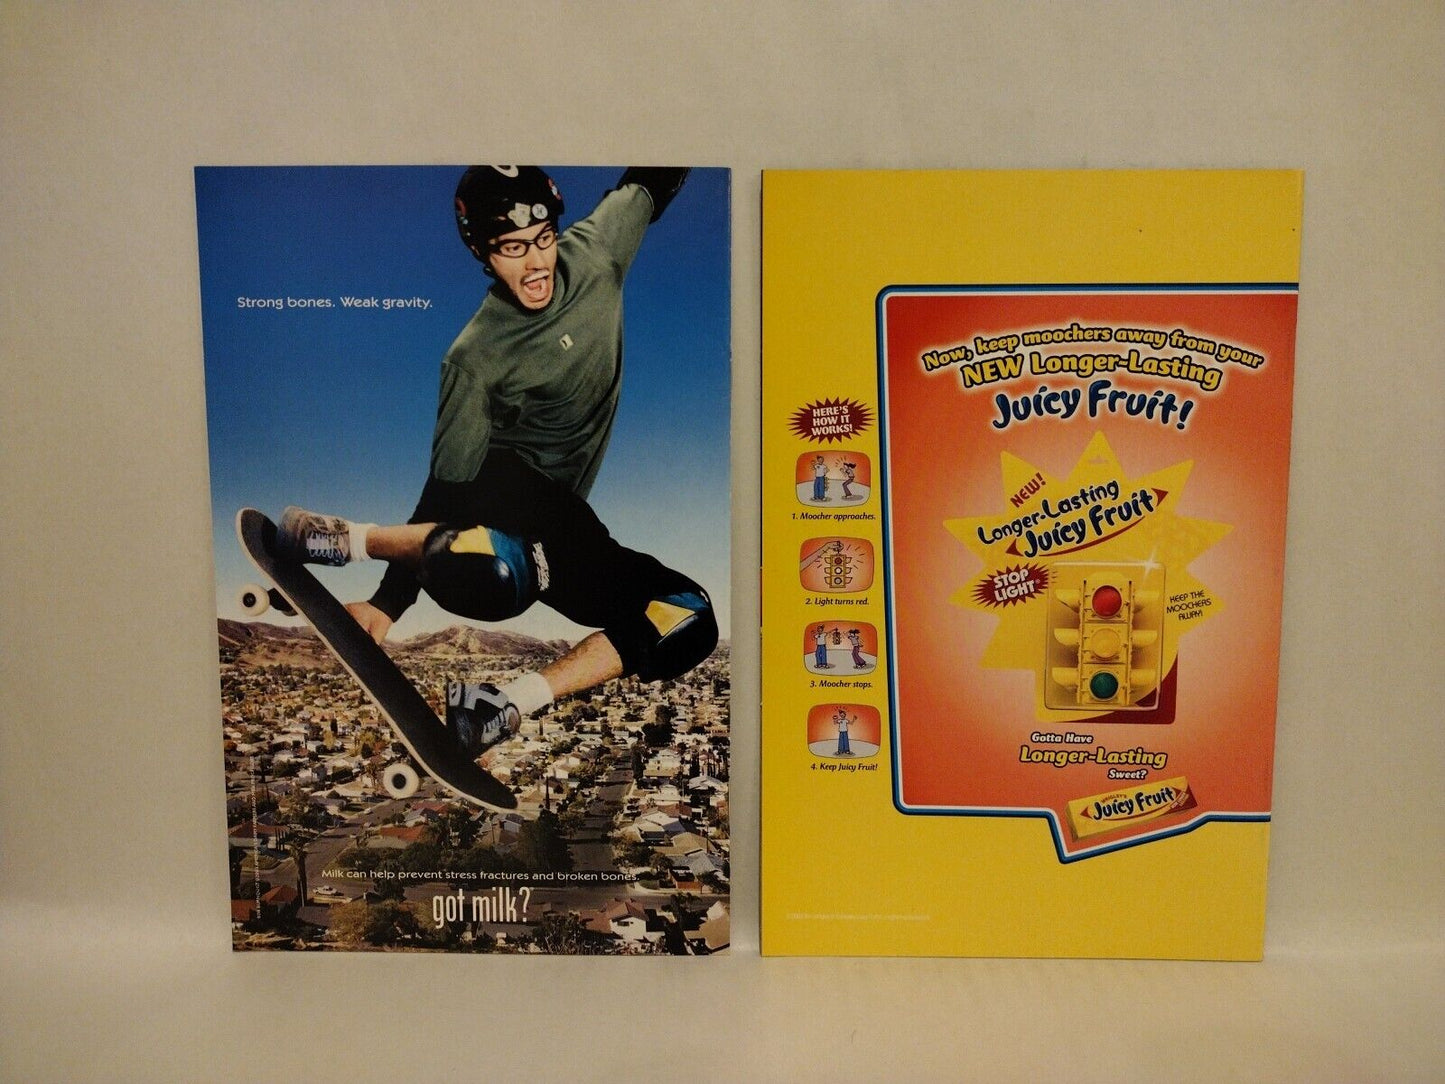 Strong bones. Weak gravity.
Milk can help prevent stress fractures and broken bones.
got milk?
Now, keep moochers away from your
NEW Longer-Lasting
Juicy Fruit!
HERE'S
HOW IT
WORKS!
1. Moocher approaches.
2. Light turns red.
3. Moocher stops.
4. Keep Juicy Fruit!
NEW!
Longer-Lasting
Juicy Fruit
STOP
LIGHT
KEEP THE
MOOCHERS
AWAY!
Gotta Have
Longer-Lasting
Sweet?
WRIGLEY'S
Juicy Fruit